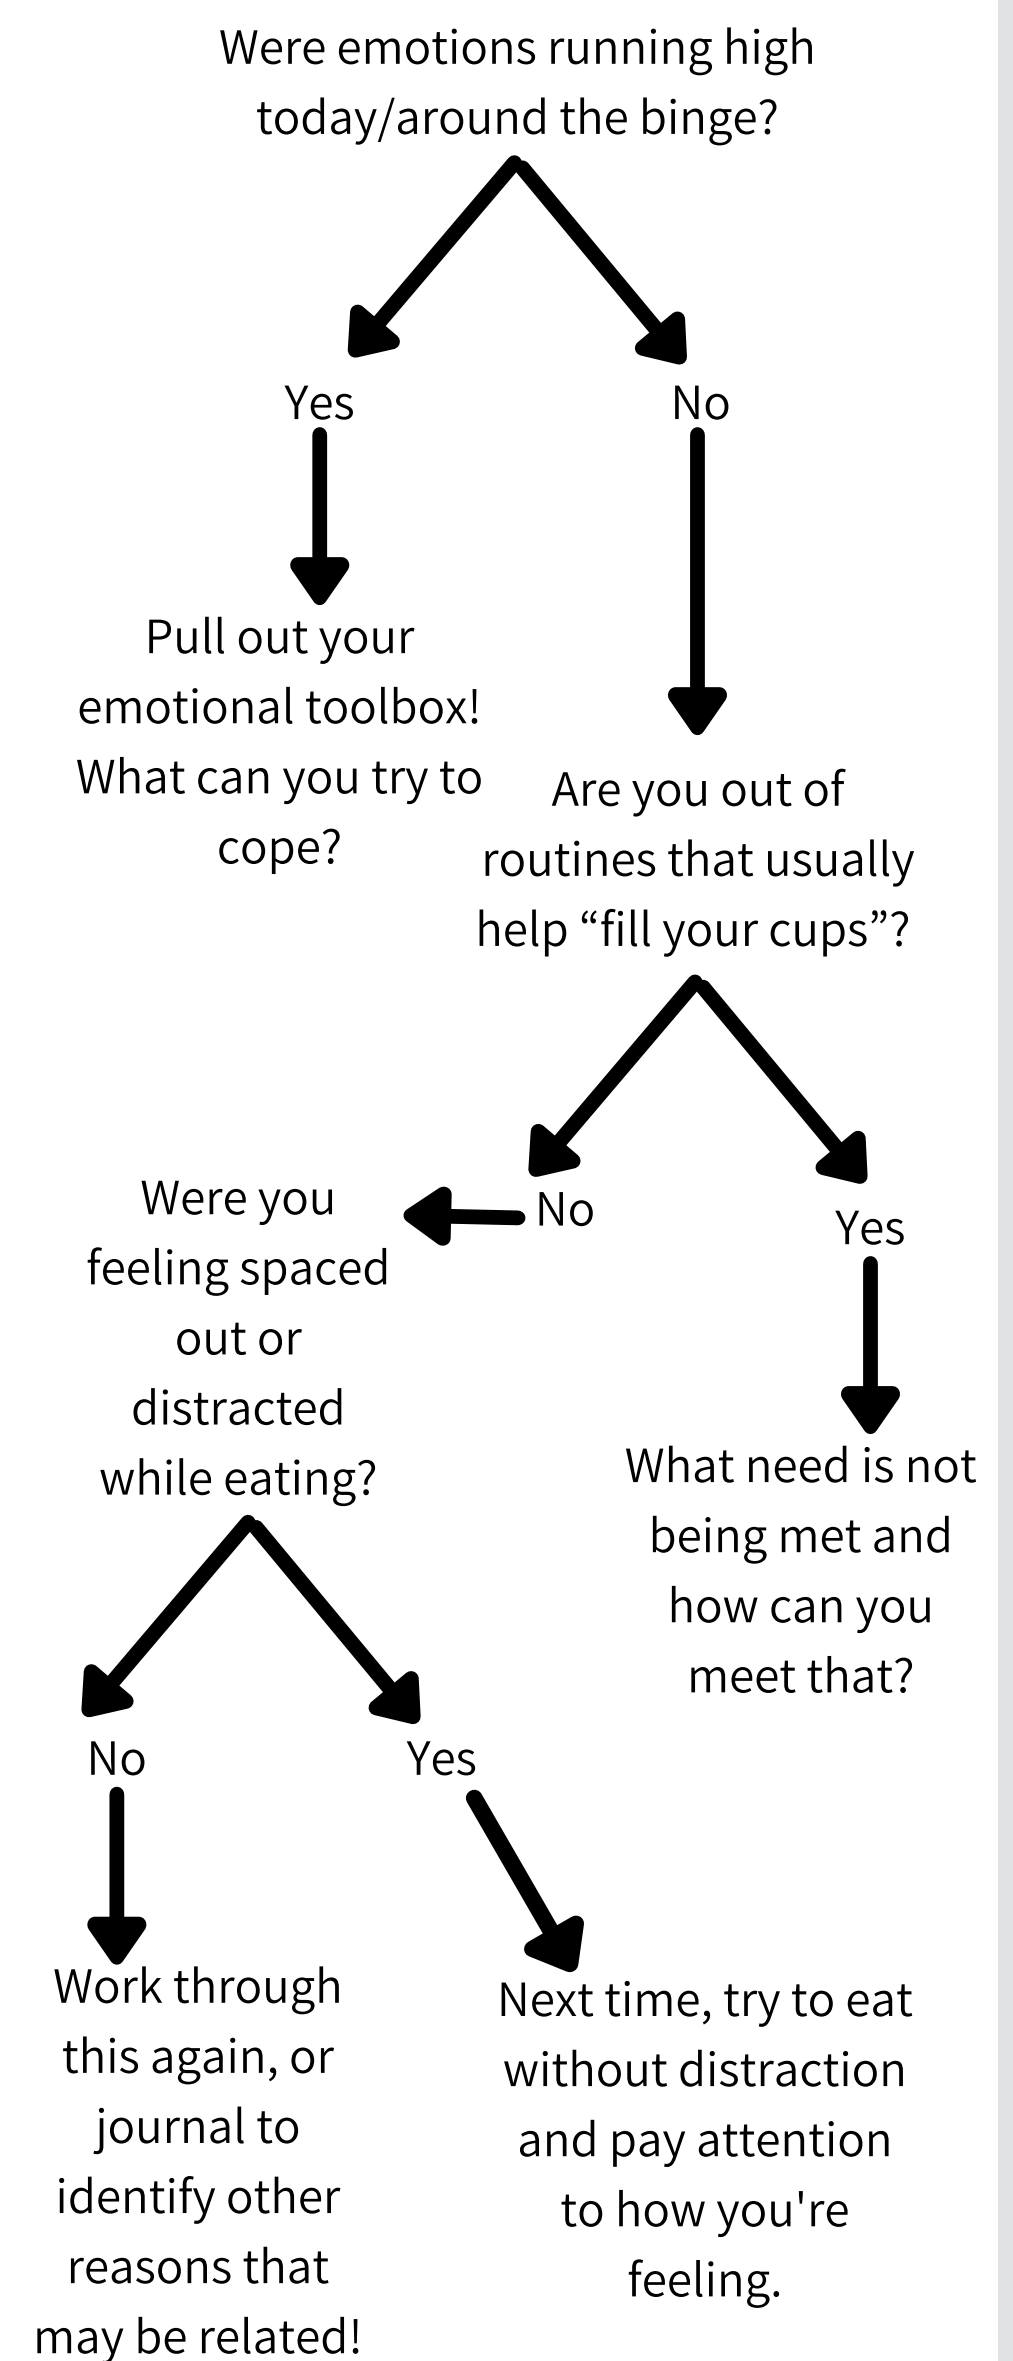 Were emotions running high
today/around the binge?
Yes
No
Pull out your
emotional toolbox!
What can you try to
cope?
Are you out of
routines that usually
help “fill your cups”?
No
Yes
Were you
feeling spaced
out or
distracted
while eating?
What need is not
being met and
how can you
meet that?
No
Yes
Work through
this again, or
journal to
identify other
reasons that
may be related!
Next time, try to eat
without distraction
and pay attention
to how you're
feeling.